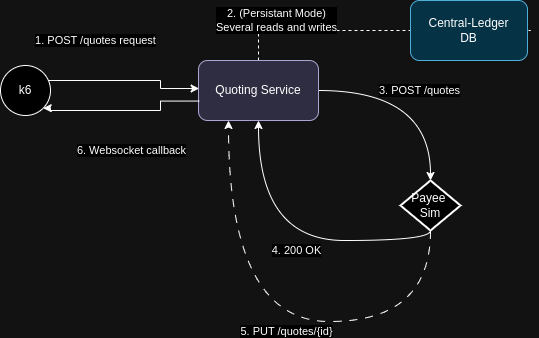 2. (Persistant Mode)
Several reads and writes
Central-Ledger
DB
1. POST /quotes request
k6
Quoting Service
3. POST /quotes
6. Websocket callback
Payee
Sim
4. 200 OK
5. PUT /quotes/{id}